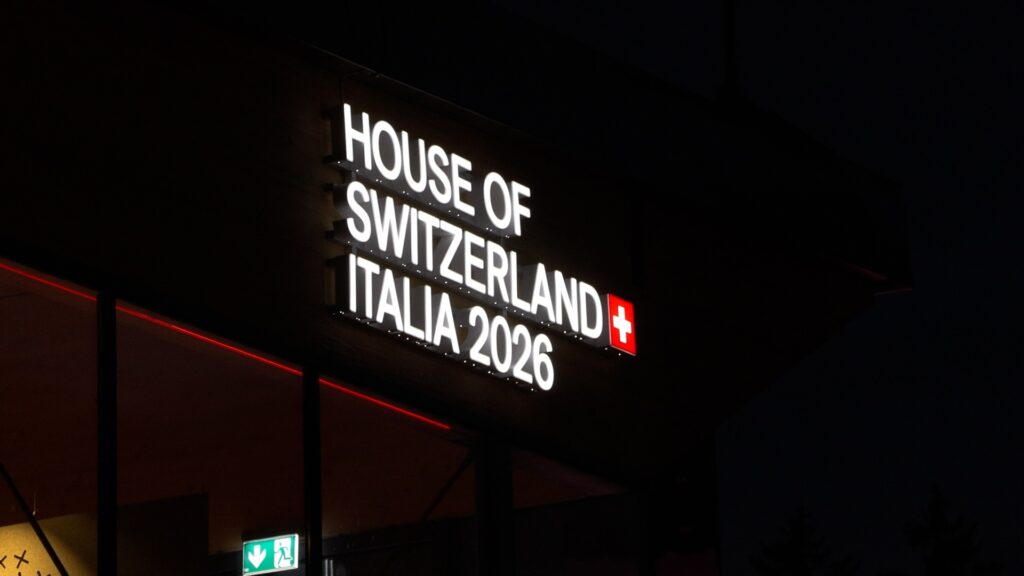 HOUSE OF
SWITZERLAND
ITALIA 2026